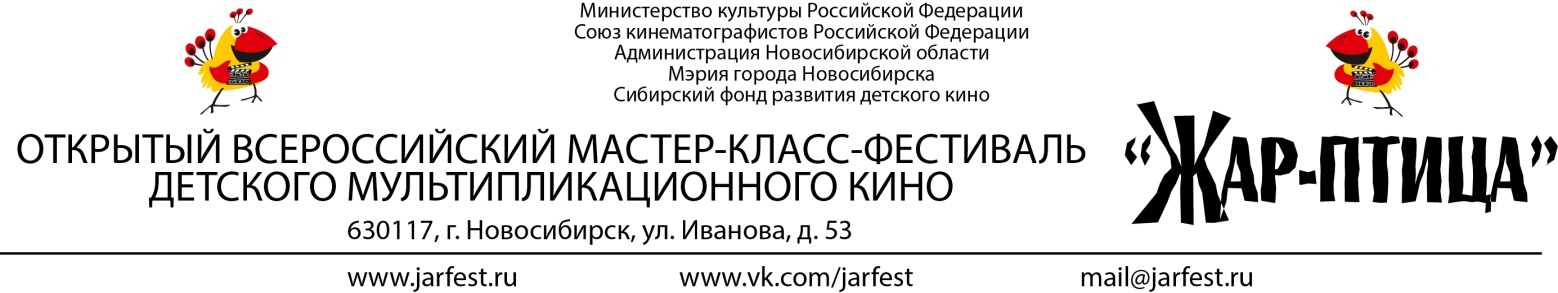 Министерство культуры Российской Федерации
Союз кинематографистов Российской Федерации
Администрация Новосибирской области
Мэрия города Новосибирска
Сибирский фонд развития детского кино
ОТКРЫТЫЙ ВСЕРОССИЙСКИЙ МАСТЕР-КЛАСС-ФЕСТИВАЛЬ
ДЕТСКОГО МУЛЬТИПЛИКАЦИОННОГО КИНО
“ЖАР-ПТИЦА”
630117, г. Новосибирск, ул. Иванова, д. 53
www.jarfest.ru www.vk.com/jarfest mail@jarfest.ru